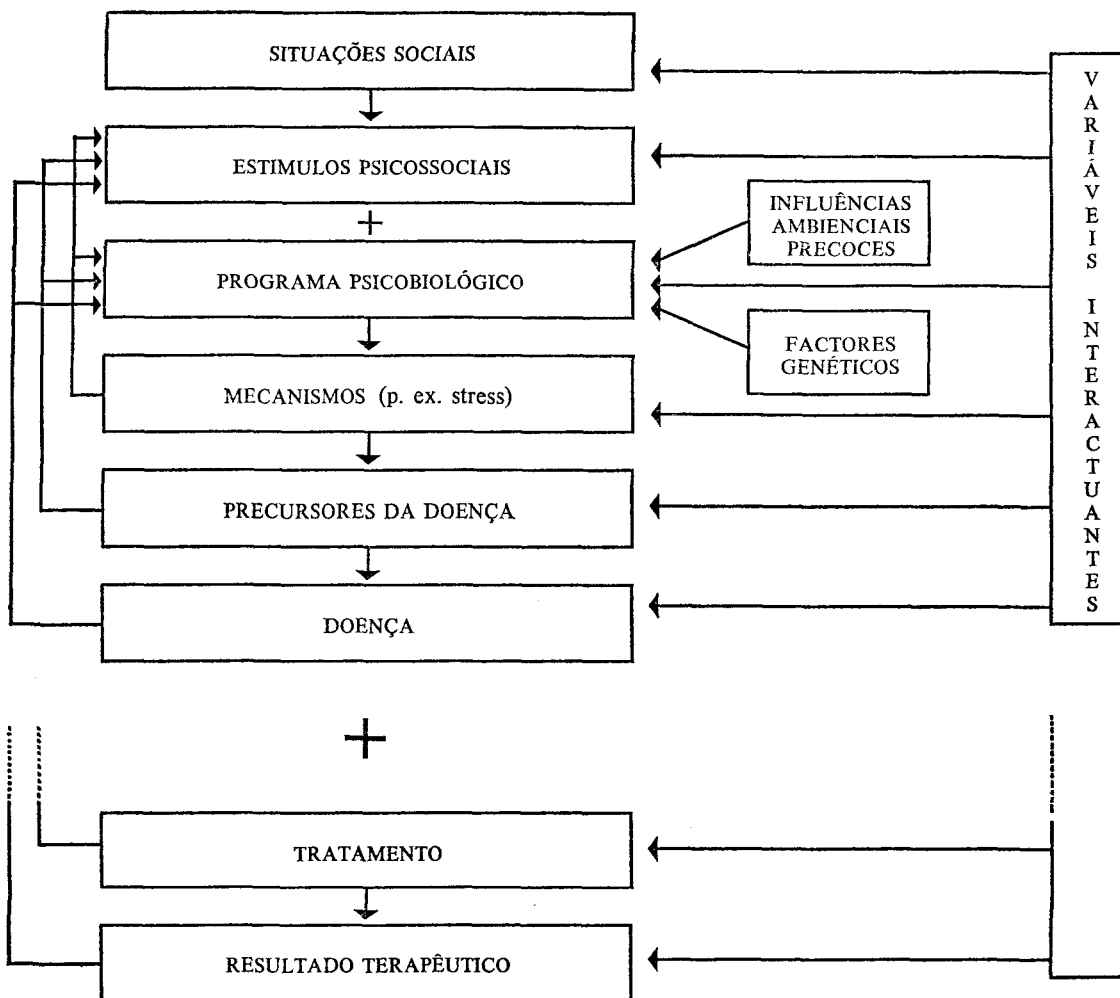 SITUAÇÕES SOCIAIS
ESTIMULOS PSICOSSOCIAIS
+
PROGRAMA PSICOBIOLÓGICO
INFLUÊNCIAS
AMBIENCIAIS
PRECOCES
FACTORES
GENÉTICOS
MECANISMOS (p. ex. stress)
PRECURSORES DA DOENÇA
DOENÇA
+
TRATAMENTO
RESULTADO TERAPÊUTICO
VARIÁVEIS INTERACTUANTES